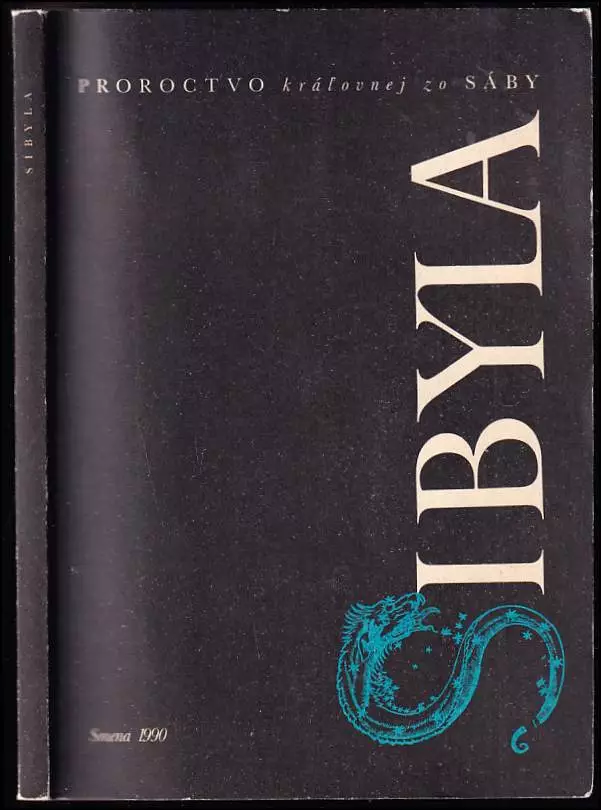 SIBYLA
PROROCTVO kráľovnej zo SÁBY
SIBYLA
Smena 1990